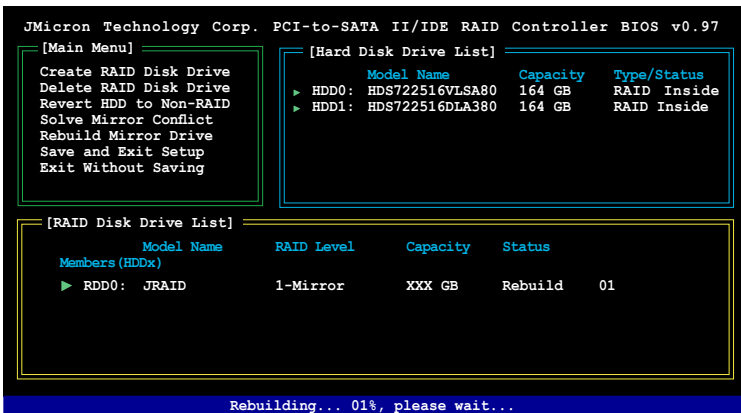 JMicron Technology Corp. PCI-to-SATA II/IDE RAID Controller BIOS v0.97
[Main Menu]
Create RAID Disk Drive
Delete RAID Disk Drive
Revert HDD to Non-RAID
Solve Mirror Conflict
Rebuild Mirror Drive
Save and Exit Setup
Exit Without Saving
[Hard Disk Drive List]
Model Name Capacity Type/Status
HDD0: HDS722516VLSA80 164 GB RAID Inside
HDD1: HDS722516DLA380 164 GB RAID Inside
[RAID Disk Drive List]
Model Name RAID Level Capacity Status
Members(HDDx)
RDD0: JRAID 1-Mirror XXX GB Rebuild 01
Rebuilding... 01%, please wait...